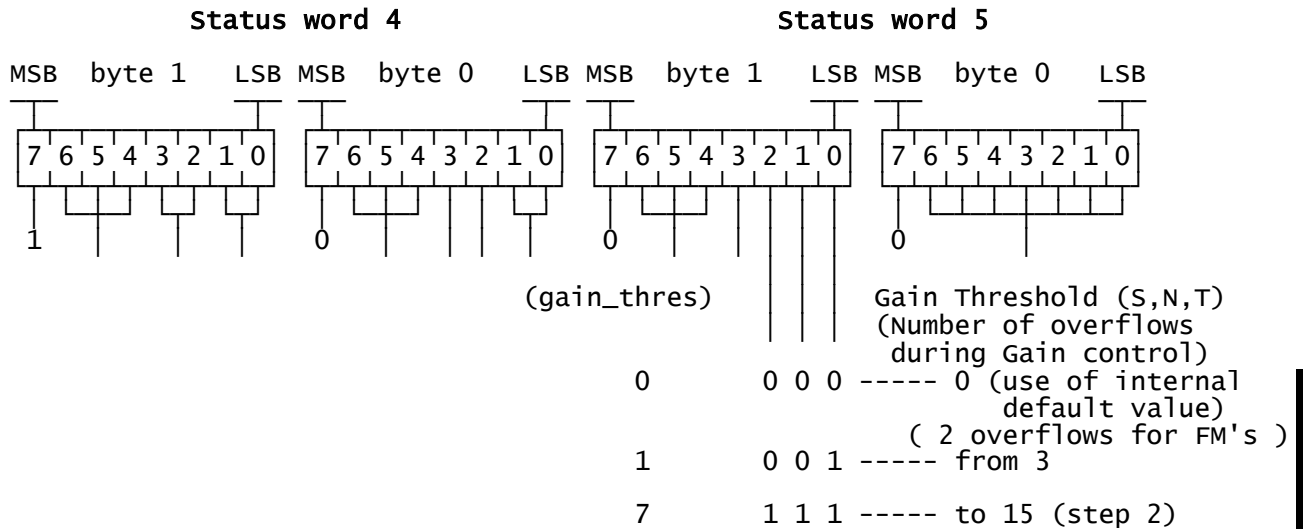 Status word 4 Status word 5
MSB byte 1 LSB MSB byte 0 LSB MSB byte 1 LSB MSB byte 0 LSB
7 6 5 4 3 2 1 0 7 6 5 4 3 2 1 0 7 6 5 4 3 2 1 0 7 6 5 4 3 2 1 0
1 0 0 0
(gain_thres) Gain Threshold (S,N,T)
(Number of overflows
during Gain control)
0 0 0 0 ----- 0 (use of internal
default value)
( 2 overflows for FM's )
1 0 0 1 ----- from 3
7 1 1 1 ----- to 15 (step 2)